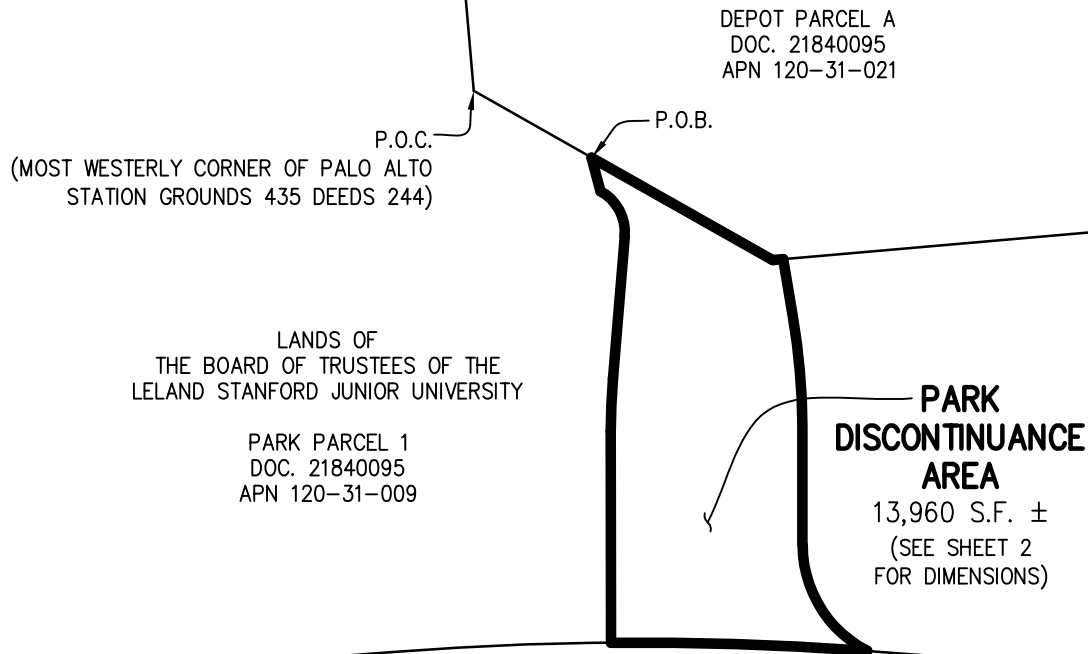 DEPOT PARCEL A
DOC. 21840095
APN 120-31-021
P.O.B.
P.O.C.
(MOST WESTERLY CORNER OF PALO ALTO
STATION GROUNDS 435 DEEDS 244)
LANDS OF
THE BOARD OF TRUSTEES OF THE
LELAND STANFORD JUNIOR UNIVERSITY
PARK PARCEL 1
DOC. 21840095
APN 120-31-009
PARK
DISCONTINUANCE
AREA
13,960 S.F. ±
(SEE SHEET 2
FOR DIMENSIONS)